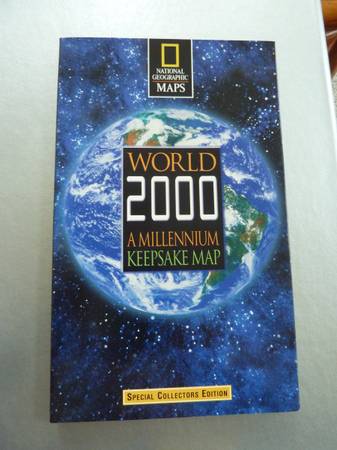 NATIONAL
GEOGRAPHIC
MAPS
WORLD
2000
A MILLENNIUM
KEEPSAKE MAP
SPECIAL COLLECTORS EDITION